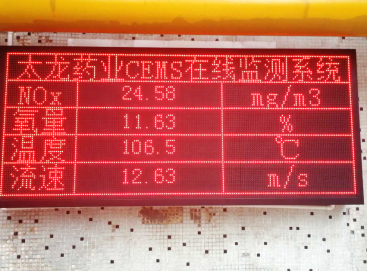 太龙药业CEMS在线监测系统
NOx 24.58 mg/m3
氧量 11.63 %
温度 106.5 ℃
流速 12.63 m/s